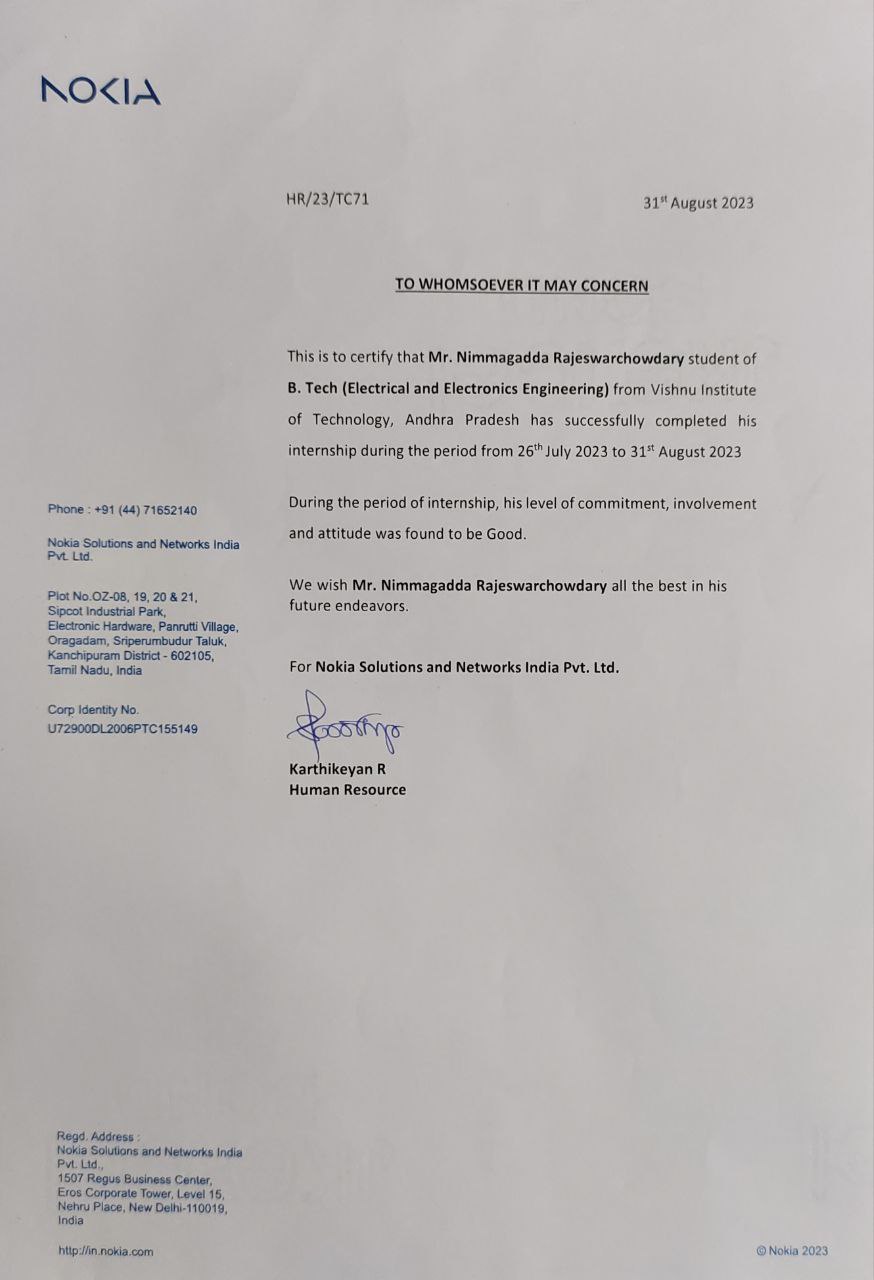 NOKIA
HR/23/TC71
31st August 2023
TO WHOMSOEVER IT MAY CONCERN
This is to certify that Mr. Nimmagadda Rajeswarchowdary student of
B. Tech (Electrical and Electronics Engineering) from Vishnu Institute
of Technology, Andhra Pradesh has successfully completed his
internship during the period from 26th July 2023 to 31st August 2023
During the period of internship, his level of commitment, involvement
and attitude was found to be Good.
We wish Mr. Nimmagadda Rajeswarchowdary all the best in his
future endeavors.
For Nokia Solutions and Networks India Pvt. Ltd.
Karthikeyan R
Human Resource
Phone : +91 (44) 71652140
Nokia Solutions and Networks India
Pvt. Ltd.
Plot No.OZ-08, 19, 20 & 21,
Sipcot Industrial Park,
Electronic Hardware, Panrutti Village,
Oragadam, Sriperumbudur Taluk,
Kanchipuram District - 602105,
Tamil Nadu, India
Corp Identity No.
U72900DL2006PTC155149
Regd. Address :
Nokia Solutions and Networks India
Pvt. Ltd.,
1507 Regus Business Center,
Eros Corporate Tower, Level 15,
Nehru Place, New Delhi-110019,
India
http://in.nokia.com
© Nokia 2023